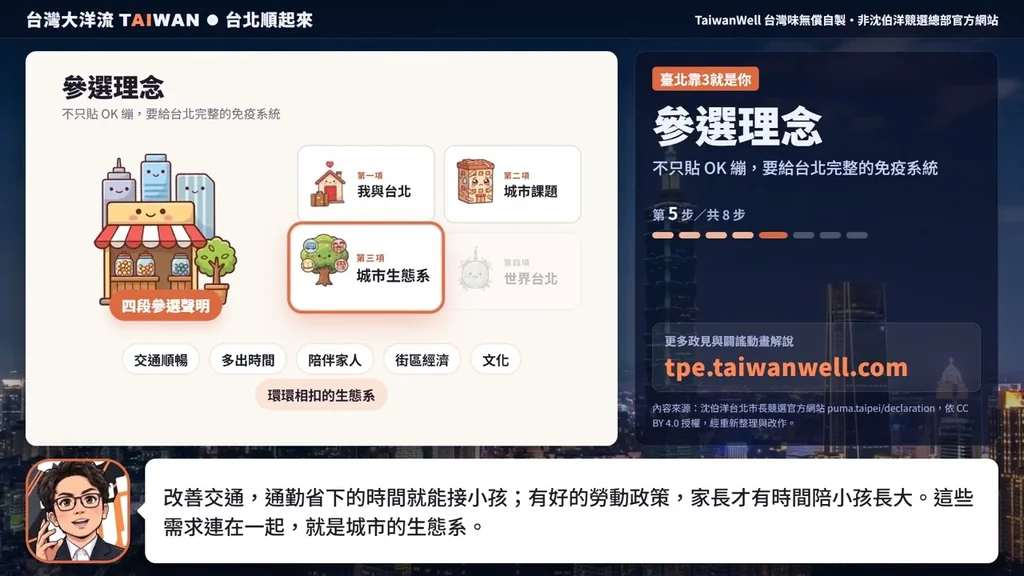 台灣大洋流 TAIWAN ● 台北順起來
TaiwanWell 台灣味無償自製・非沈伯洋競選總部官方網站
參選理念
不只貼 OK 繃，要給台北完整的免疫系統
第一項
我與台北
第二項
城市課題
第三項
城市生態系
第四項
世界台北
四段參選聲明
交通順暢
多出時間
陪伴家人
街區經濟
文化
環環相扣的生態系
臺北靠3就是你
參選理念
不只貼 OK 繃，要給台北完整的免疫系統
第 5 步／共 8 步
更多政見與闢謠動畫解說
tpe.taiwanwell.com
內容來源：沈伯洋台北市長競選官方網站 puma.taipei/declaration，依 CC
BY 4.0 授權，經重新整理與改作。
改善交通，通勤省下的時間就能接小孩；有好的勞動政策，家長才有時間陪小孩長大。這些
需求連在一起，就是城市的生態系。